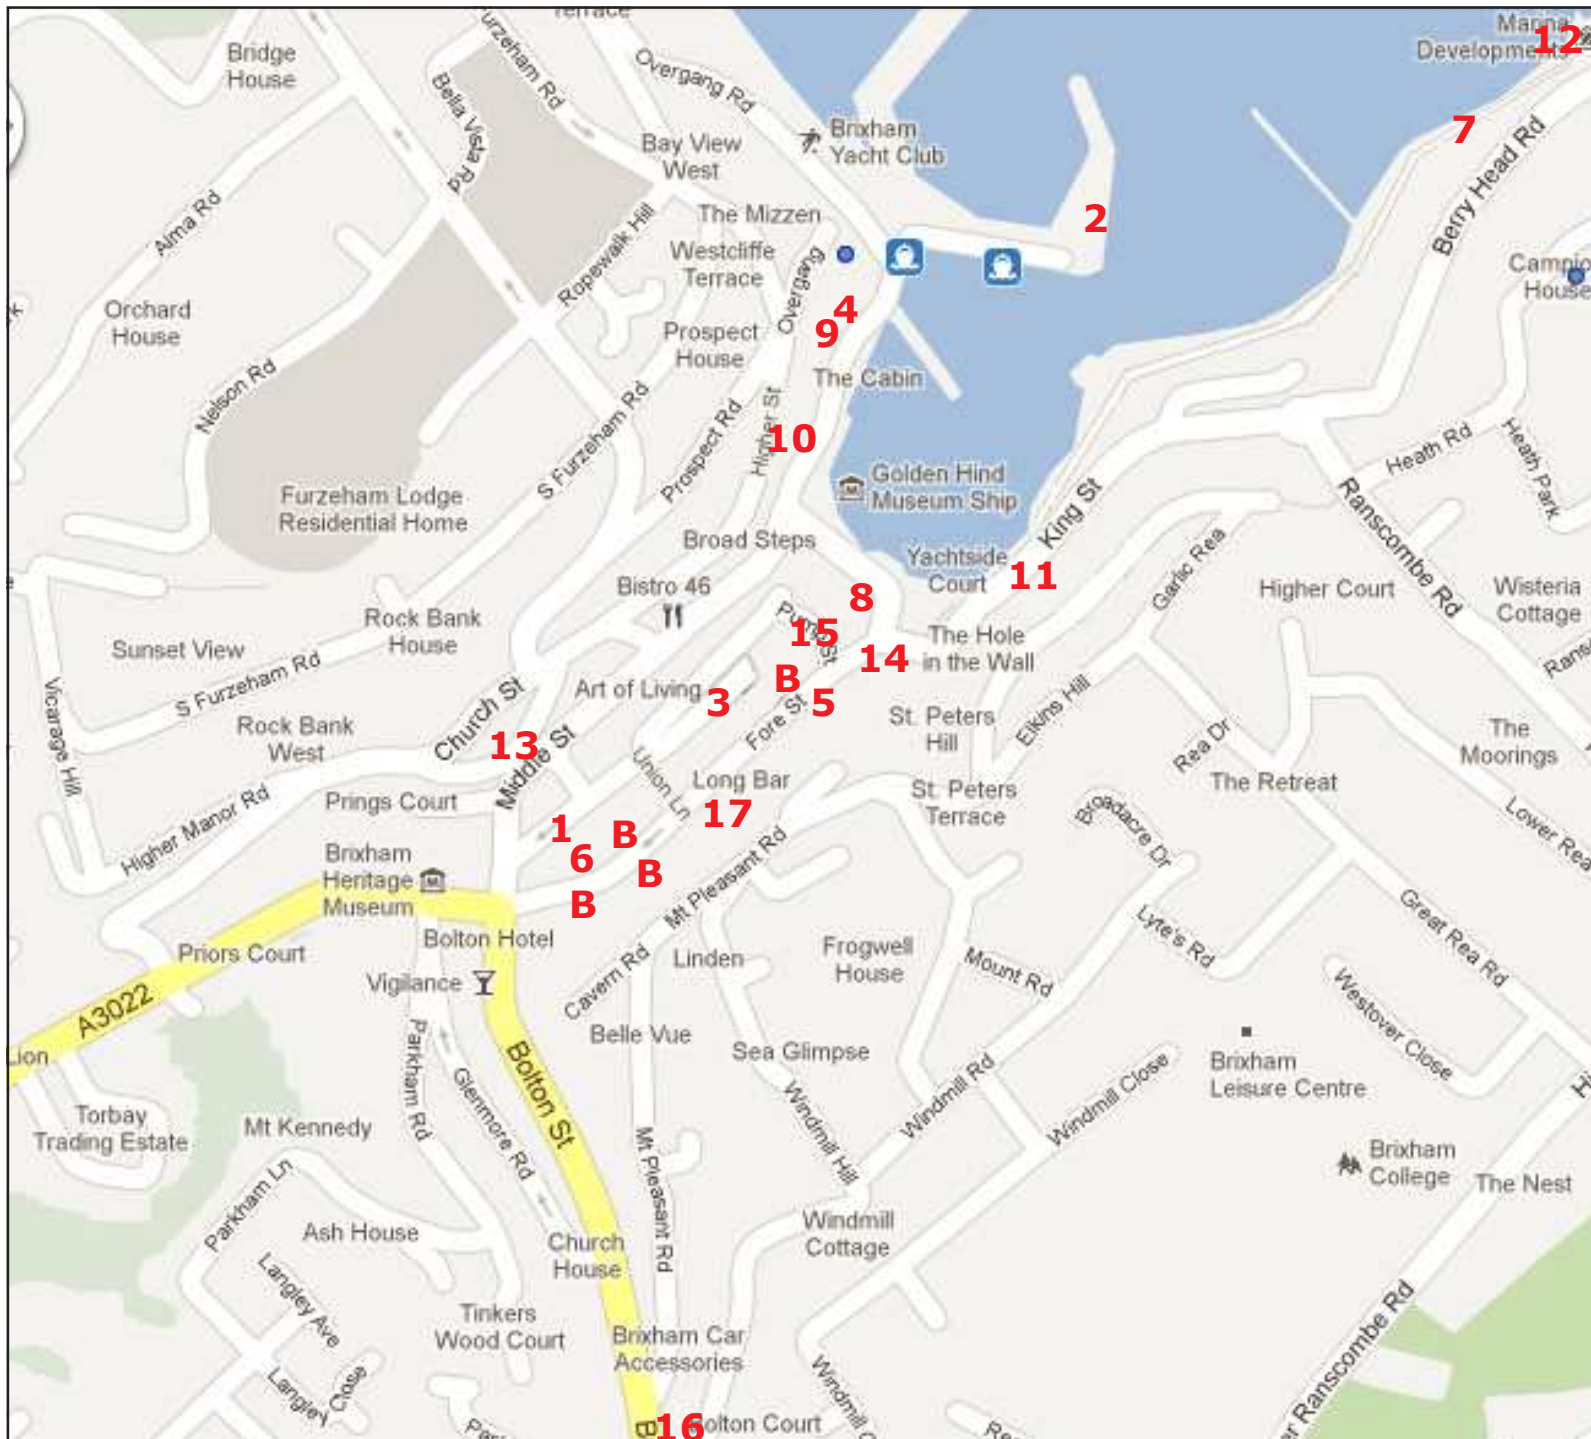 Terrace
Bridge
House
Furzeham Rd
Overgang Rd
Marina
Developments
12
Bella Vista Rd
Bay View
West
Brixham
Yacht Club
7
Berry Head Rd
Alma Rd
The Mizzen
2
Ropewalk Hill
Westcliffe
Terrace
Overgang
Orchard
House
4
9
Prospect
House
The Cabin
Nelson Rd
S Furzeham Rd
Prospect Rd
Higher St
10
Heath Rd
Heath Park
Golden Hind
Museum Ship
King St
Ranscombe Rd
Furzeham Lodge
Residential Home
Broad Steps
Yachtside
Court
11
Garlic Rea
Higher Court
Wisteria
Cottage
Bistro 46
8
Rock Bank
House
Pump St
15
The Hole
in the Wall
14
Sunset View
S Furzeham Rd
B
Art of Living
3
5
Fore St
St. Peters
Hill
Elkins Hill
Rea Dr
The
Moorings
Vicarage Hill
Rock Bank
West
Church St
13
Middle St
Union Ln
Long Bar
17
St. Peters
Terrace
The Retreat
Broadacre Dr
Lower Rea
Higher Manor Rd
Prings Court
1
B
6
B
B
Mt Pleasant Rd
Brixham
Heritage
Museum
Great Rea Rd
Lyte's Rd
Priors Court
Bolton Hotel
Linden
Frogwell
House
Mount Rd
Vigilance
Cavern Rd
Westover Close
A3022
Lion
Belle Vue
Sea Glimpse
Brixham
Leisure Centre
Parkham Rd
Glenmore Rd
Bolton St
Windmill Rd
Windmill Close
Torbay
Trading Estate
Mt Kennedy
Mt Pleasant Rd
Windmill Hill
Brixham
College
The Nest
Parkham Ln
Ash House
Church
House
Windmill
Cottage
Langley Ave
Tinkers
Wood Court
Brixham Car
Accessories
Ranscombe Rd
Langley Close
16
Bolton Court